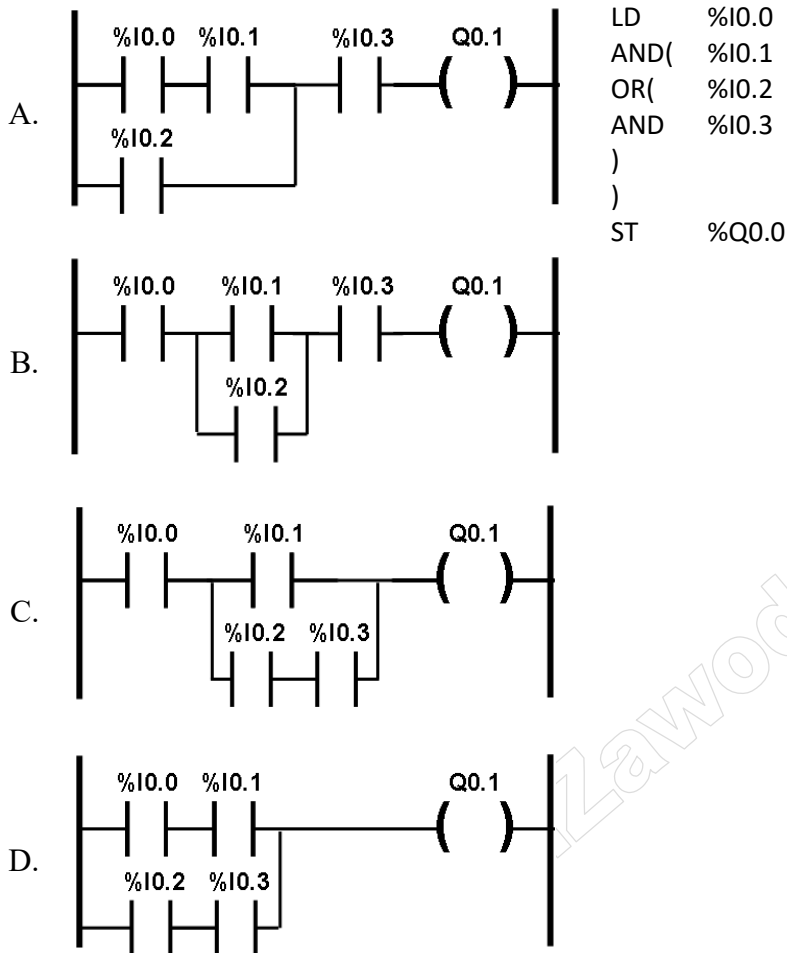 %I0.0 %I0.1 %I0.3 Q0.1
A.
%I0.2
LD %I0.0
AND( %I0.1
OR( %I0.2
AND %I0.3
)
)
ST %Q0.0
%I0.0 %I0.1 %I0.3 Q0.1
B.
%I0.2
%I0.0 %I0.1 Q0.1
C.
%I0.2 %I0.3
%I0.0 %I0.1 Q0.1
D.
%I0.2 %I0.3